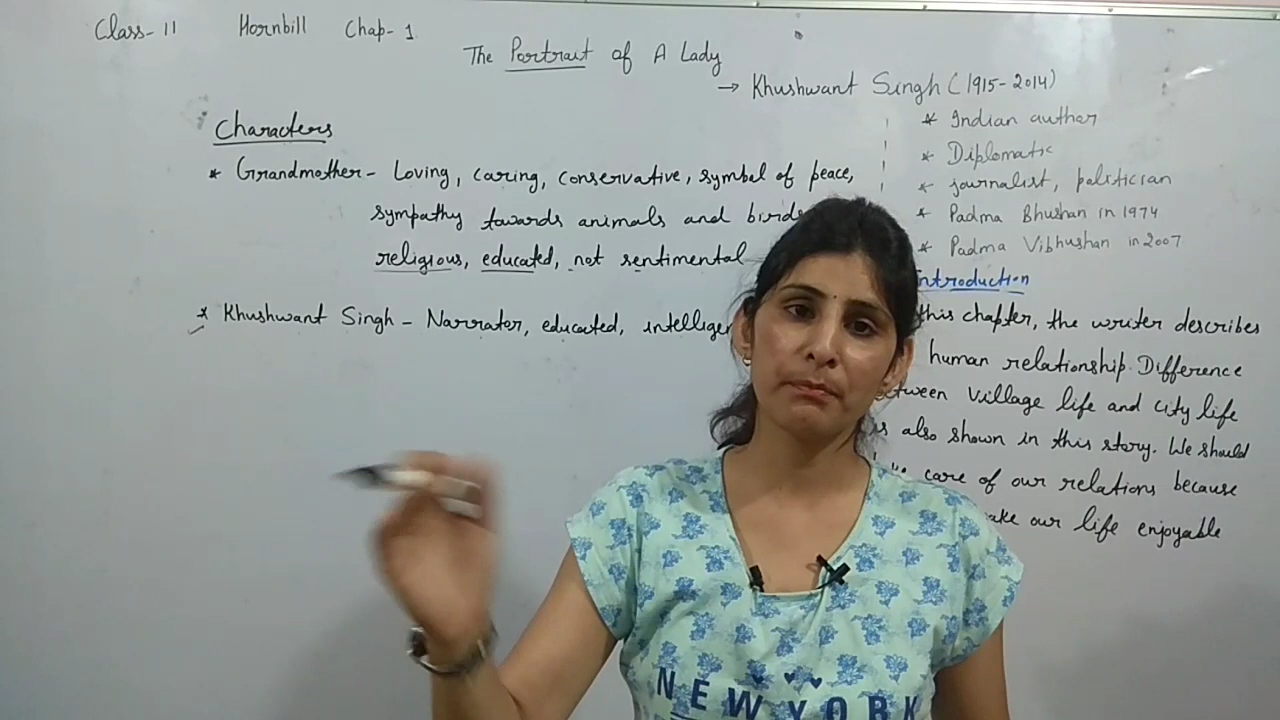 Class-11 Hornbill Chap-1
The Portrait of A Lady
→ Khushwant Singh (1915-2014)
* Indian author
* Diplomatic
* journalist, politician
* Padma Bhushan in 1974
* Padma Vibhushan in 2007
Characters
* Grandmother - Loving, caring, conservative, symbol of peace,
sympathy towards animals and birds
religious, educated, not sentimental
* Khushwant Singh - Narrator, educated,
Introduction
this chapter, the writer describes
human relationship. Difference
village life and city life
also shown in this story. We should
care of our relations because
our life enjoyable
NEW YORK